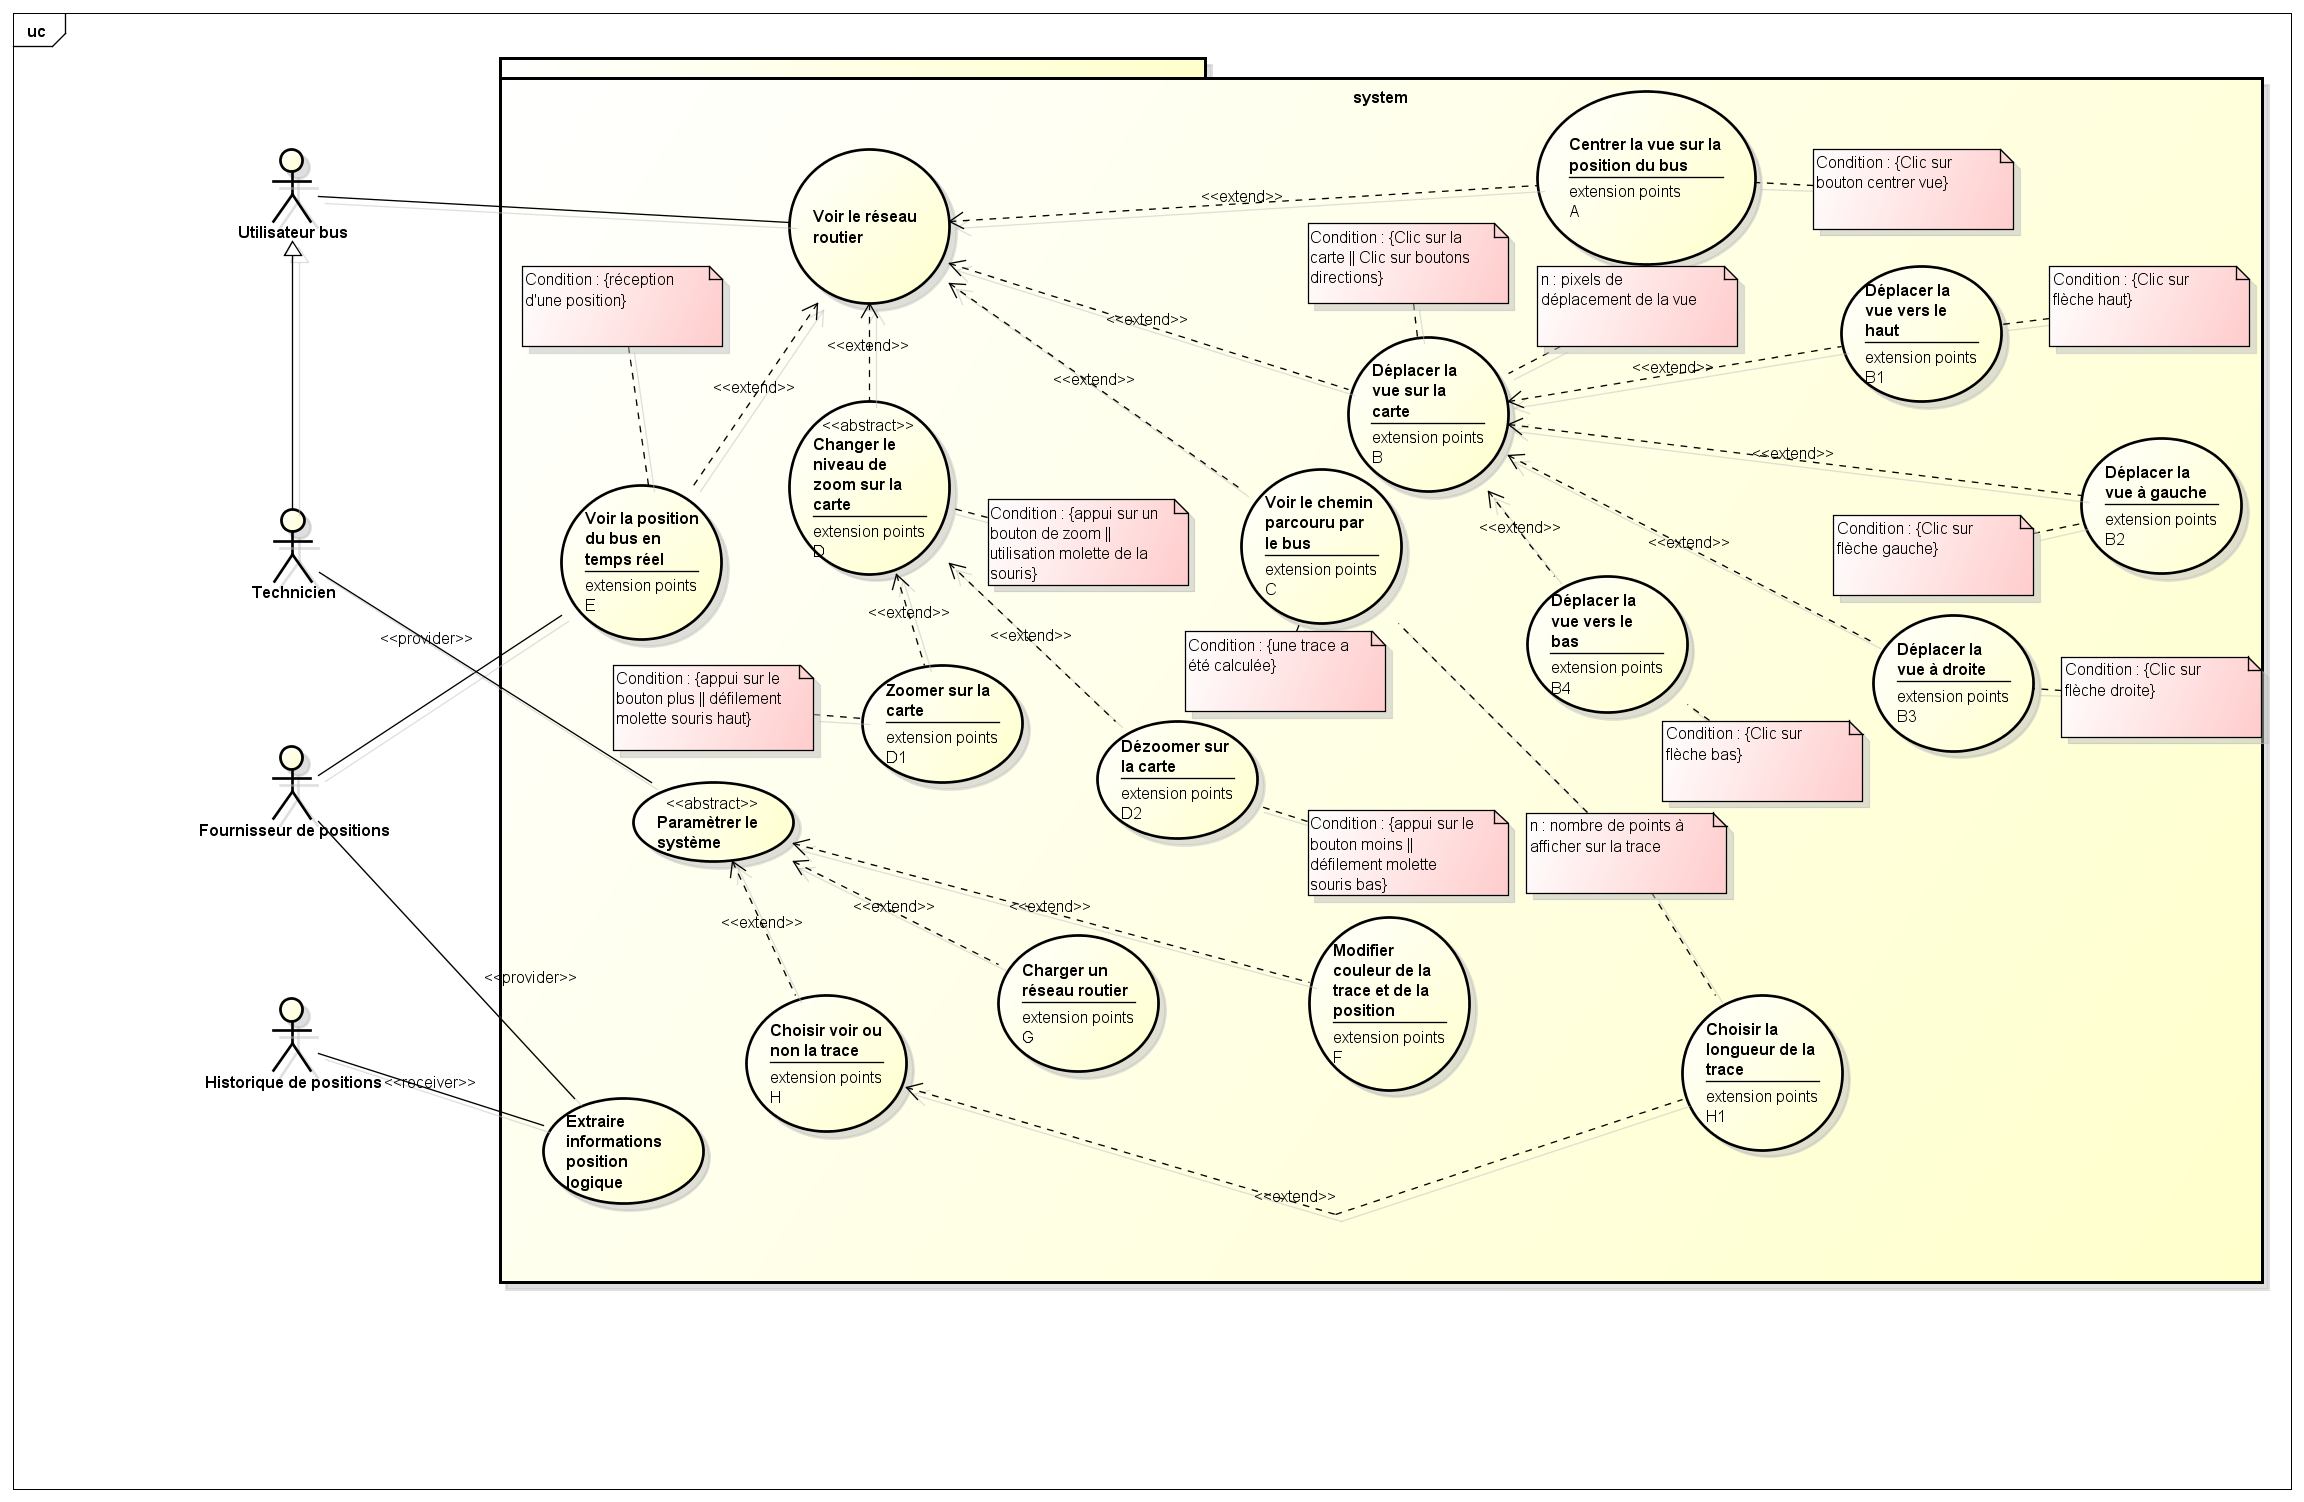 uc
system
Utilisateur bus
Technicien
Fournisseur de positions
Historique de positions
<<provider>>
<<provider>>
<<receiver>>
Voir le réseau
routier
<<extend>>
Centrer la vue sur la
position du bus
extension points
A
Condition : {Clic sur
bouton centrer vue}
Condition : {réception
d'une position}
<<extend>>
<<extend>>
<<extend>>
<<extend>>
Condition : {Clic sur la
carte || Clic sur boutons
directions}
n : pixels de
déplacement de la vue
Déplacer la
vue sur la
carte
extension points
B
<<extend>>
Déplacer la
vue vers le
haut
extension points
B1
Condition : {Clic sur
flèche haut}
<<extend>>
Déplacer la
vue à gauche
extension points
B2
Condition : {Clic sur
flèche gauche}
<<extend>>
<<extend>>
Déplacer la
vue vers le
bas
extension points
B4
Condition : {Clic sur
flèche bas}
Déplacer la
vue à droite
extension points
B3
Condition : {Clic sur
flèche droite}
Voir la position
du bus en
temps réel
extension points
E
<<abstract>>
Changer le
niveau de
zoom sur la
carte
extension points
D
Condition : {appui sur un
bouton de zoom ||
utilisation molette de la
souris}
Voir le chemin
parcouru par
le bus
extension points
C
Condition : {une trace a
été calculée}
<<extend>>
<<extend>>
Condition : {appui sur le
bouton plus || défilement
molette souris haut}
Zoomer sur la
carte
extension points
D1
Dézoomer sur
la carte
extension points
D2
Condition : {appui sur le
bouton moins ||
défilement molette
souris bas}
n : nombre de points à
afficher sur la trace
<<abstract>>
Paramètrer le
système
<<extend>>
<<extend>>
<<extend>>
Choisir voir ou
non la trace
extension points
H
Charger un
réseau routier
extension points
G
Modifier
couleur de la
trace et de la
position
extension points
F
Choisir la
longueur de la
trace
extension points
H1
<<extend>>
Extraire
informations
position
logique